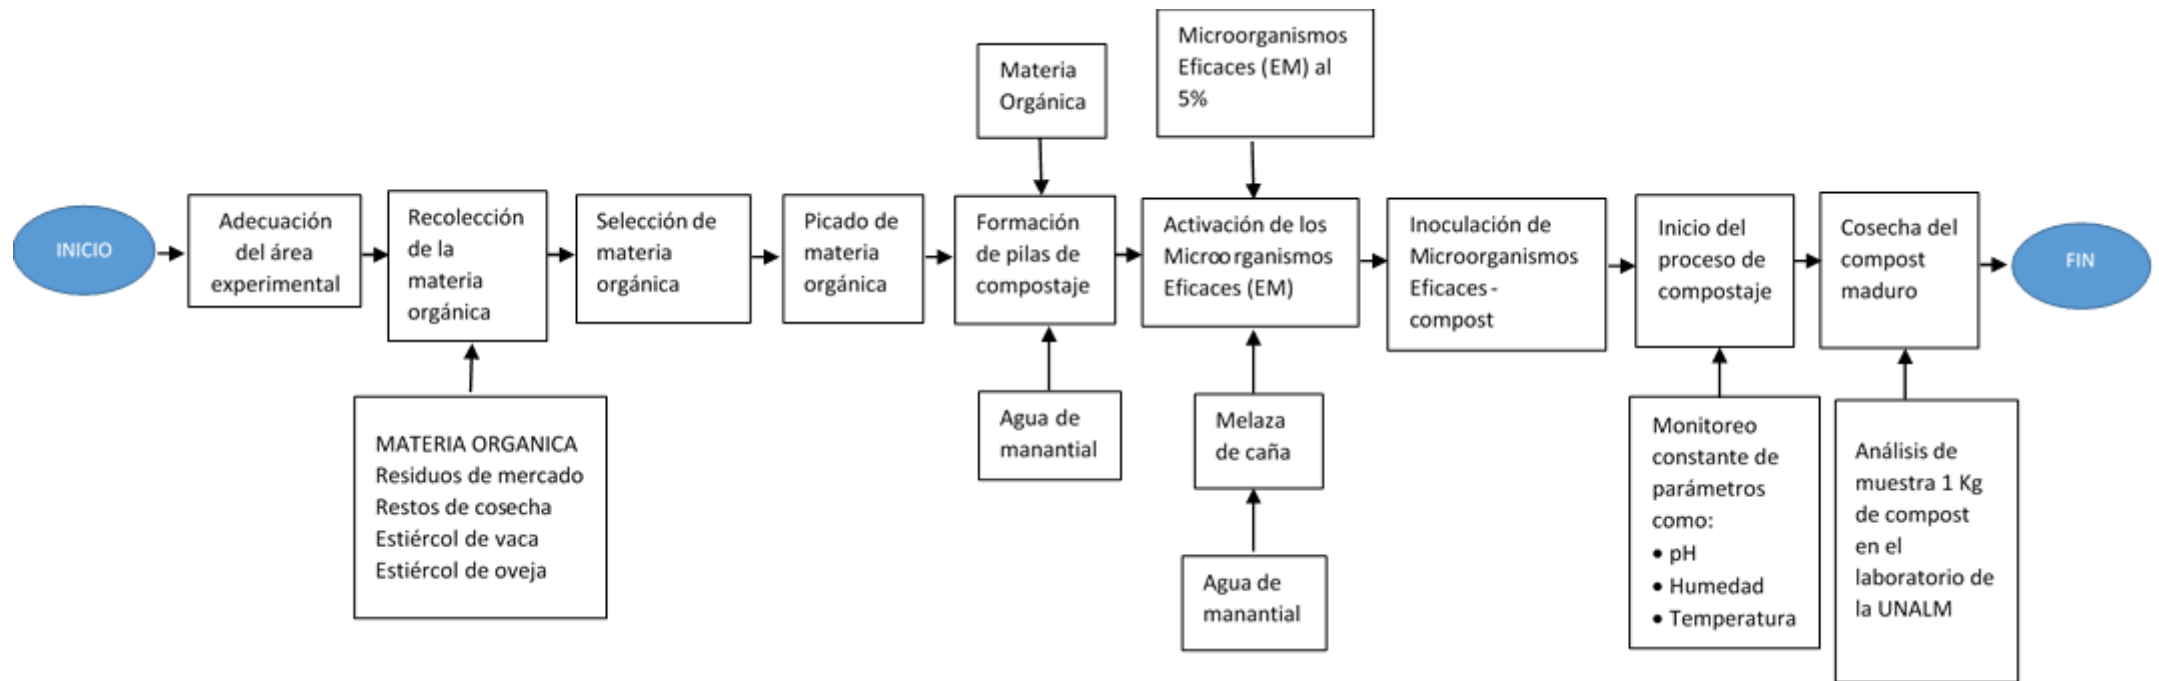 INICIO
Adecuación
del área
experimental
Recolección
de la
materia
orgánica
MATERIA ORGANICA
Residuos de mercado
Restos de cosecha
Estiércol de vaca
Estiércol de oveja
Selección de
materia
orgánica
Picado de
materia
orgánica
Materia
Orgánica
Formación
de pilas de
compostaje
Agua de
manantial
Microorganismos
Eficaces (EM) al
5%
Activación de los
Microorganismos
Eficaces (EM)
Melaza
de caña
Agua de
manantial
Inoculación de
Microorganismos
Eficaces -
compost
Inicio del
proceso de
compostaje
Monitoreo
constante de
parámetros
como:
• pH
• Humedad
• Temperatura
Cosecha del
compost
maduro
Análisis de
muestra 1 Kg
de compost
en el
laboratorio de
la UNALM
FIN